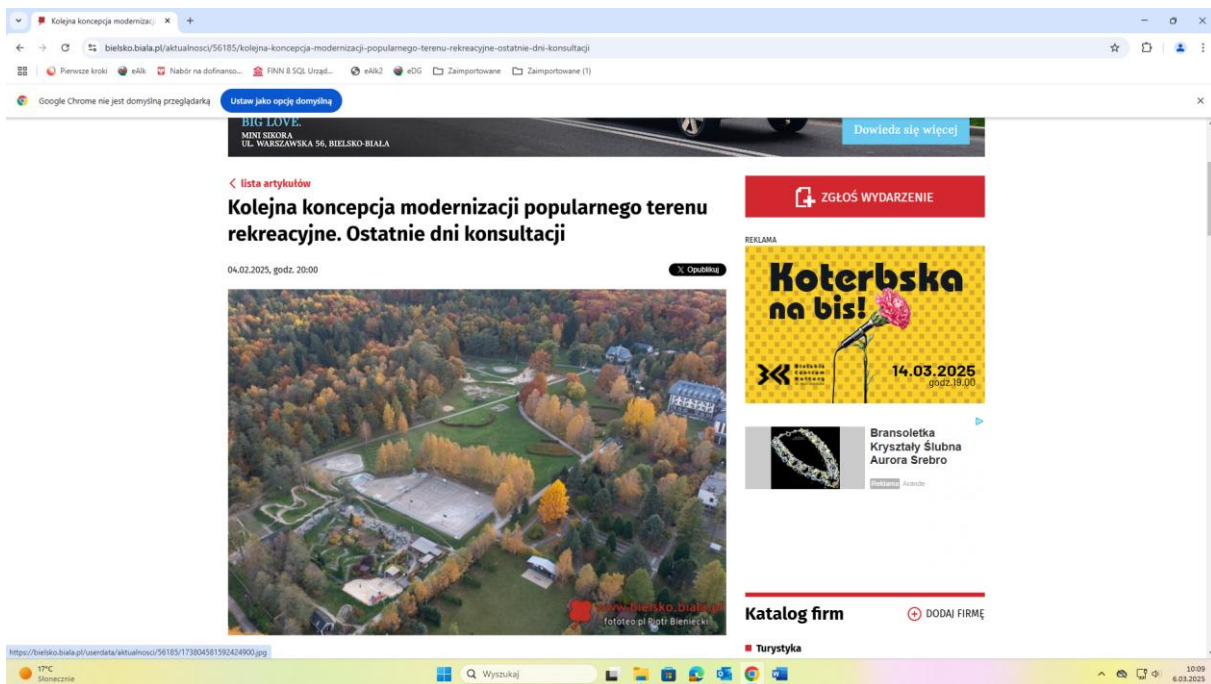 Kolejna koncepcja modernizacj
bielsko.biala.pl/aktualnosci/56185/kolejna-koncepcja-modernizacji-popularnego-terenu-rekreacyjne-ostatnie-dni-konsultacji
Pierwsze kroki eAlk Nabór na dofinanso... FINN 8 SQL Urząd... eAlk2 eDG Zaimportowane Zaimportowane (1)
Google Chrome nie jest domyślną przeglądarką Ustaw jako opcję domyślną
BIG LOVE.
MINI SIKORA
UL. WARSZAWSKA 56, BIELSKO-BIAŁA
Dowiedz się więcej
lista artykułów
Kolejna koncepcja modernizacji popularnego terenu
rekreacyjne. Ostatnie dni konsultacji
04.02.2025, godz. 20:00
X Opublikuj
www.bielsko.biala.pl
fototeo.pl Piotr Bieniecki
ZGŁOŚ WYDARZENIE
REKLAMA
Koterbska
na bis!
Bielskie
Centrum
Kultury
14.03.2025
godz.19.00
Bransoletka
Kryształy Ślubna
Aurora Srebro
Reklama
Katalog firm
DODAJ FIRMĘ
Turystyka
https://bielsko.biala.pl/userdata/aktualnosci/56185/173804581592424900.jpg
17°C
Słonecznie
Wyszukaj
10:09
6.03.2025